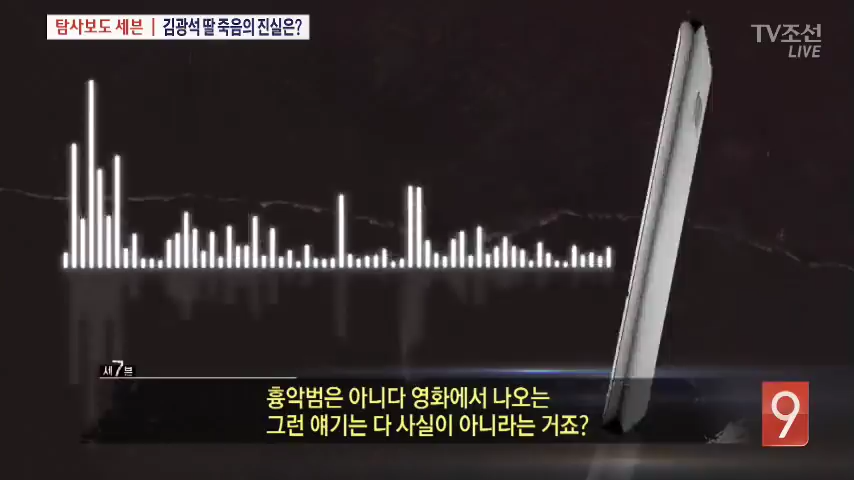 탐사보도 세븐 | 김광석 딸 죽음의 진실은?
TV조선
LIVE
세7븐
흉악범은 아니다 영화에서 나오는
그런 얘기는 다 사실이 아니라는 거죠?
9